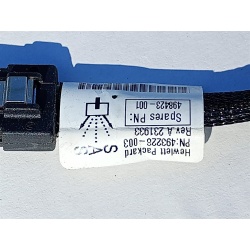 Hewlett Packard
PN:493228-003
Rev A 231933
Spares PN:
498423-001
SAS